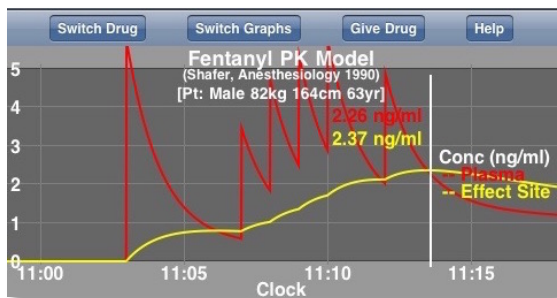 Switch Drug Switch Graphs Give Drug Help
Fentanyl PK Model
(Shafer, Anesthesiology 1990)
[Pt: Male 82kg 164cm 63yr]
2.26 ng/ml
2.37 ng/ml
Conc (ng/ml)
-- Plasma
-- Effect Site
5
4
3
2
1
0
11:00 11:05 11:10 11:15
Clock